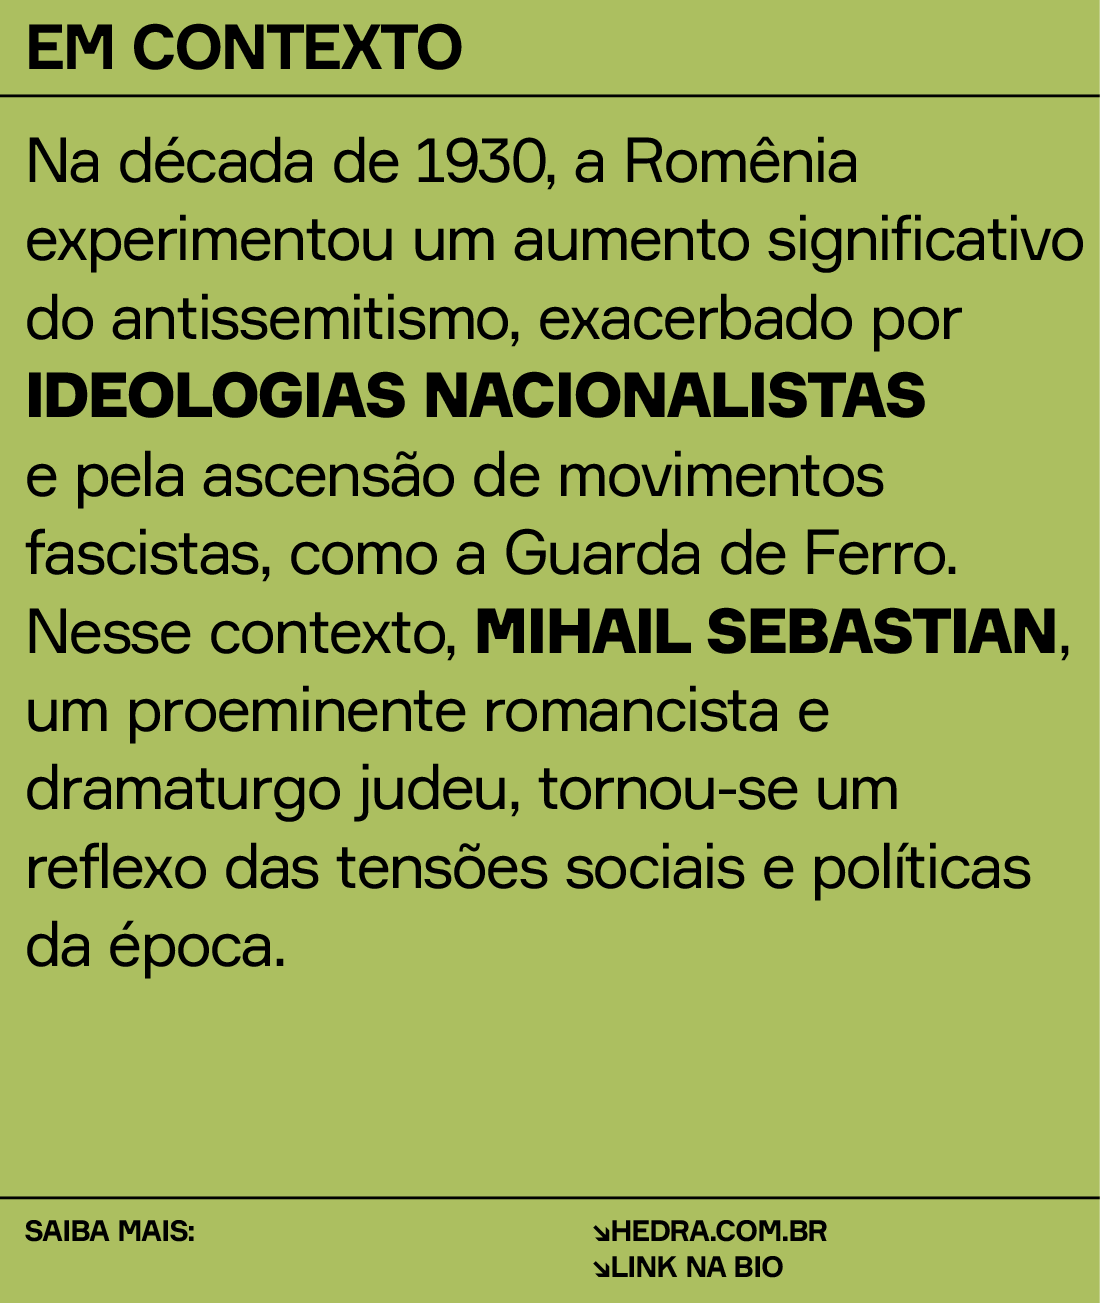 EM CONTEXTO
Na década de 1930, a Romênia
experimentou um aumento significativo
do antissemitismo, exacerbado por
IDEOLOGIAS NACIONALISTAS
e pela ascensão de movimentos
fascistas, como a Guarda de Ferro.
Nesse contexto, MIHAIL SEBASTIAN,
um proeminente romancista e
dramaturgo judeu, tornou-se um
reflexo das tensões sociais e políticas
da época.
SAIBA MAIS:
↘HEDRA.COM.BR
↘LINK NA BIO